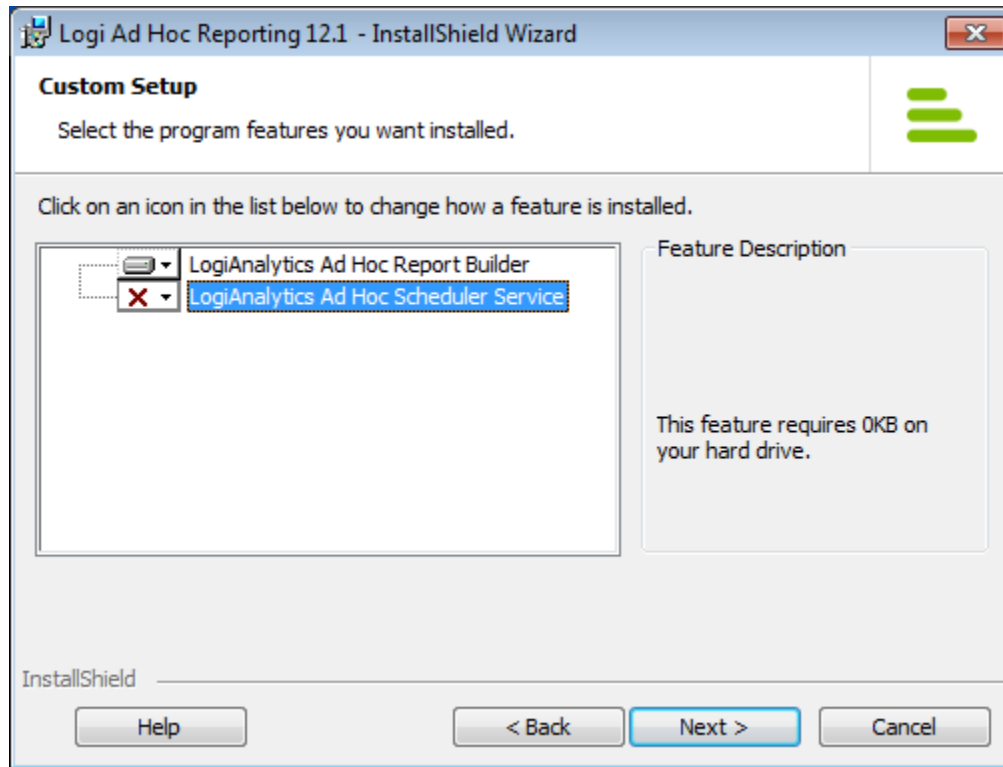 Logi Ad Hoc Reporting 12.1 - InstallShield Wizard
Custom Setup
Select the program features you want installed.
Click on an icon in the list below to change how a feature is installed.
LogiAnalytics Ad Hoc Report Builder
LogiAnalytics Ad Hoc Scheduler Service
Feature Description
This feature requires 0KB on
your hard drive.
InstallShield
Help
< Back
Next >
Cancel